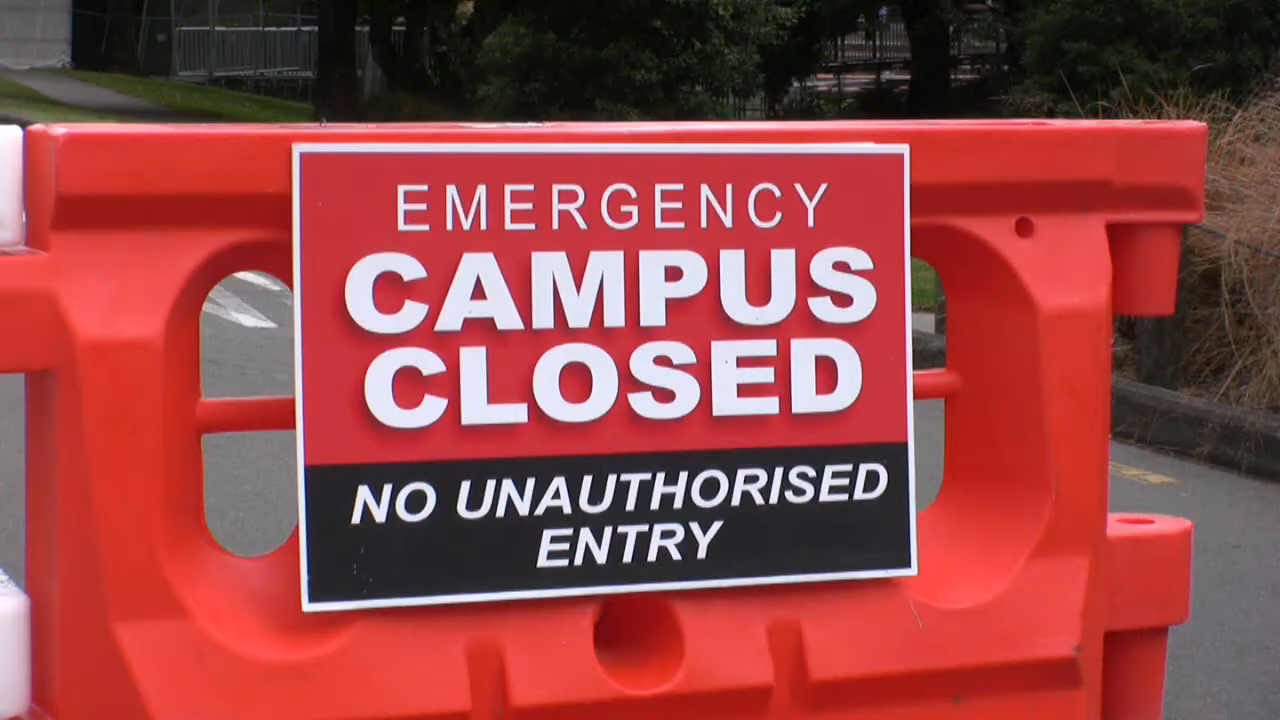 EMERGENCY
CAMPUS
CLOSED
NO UNAUTHORISED
ENTRY